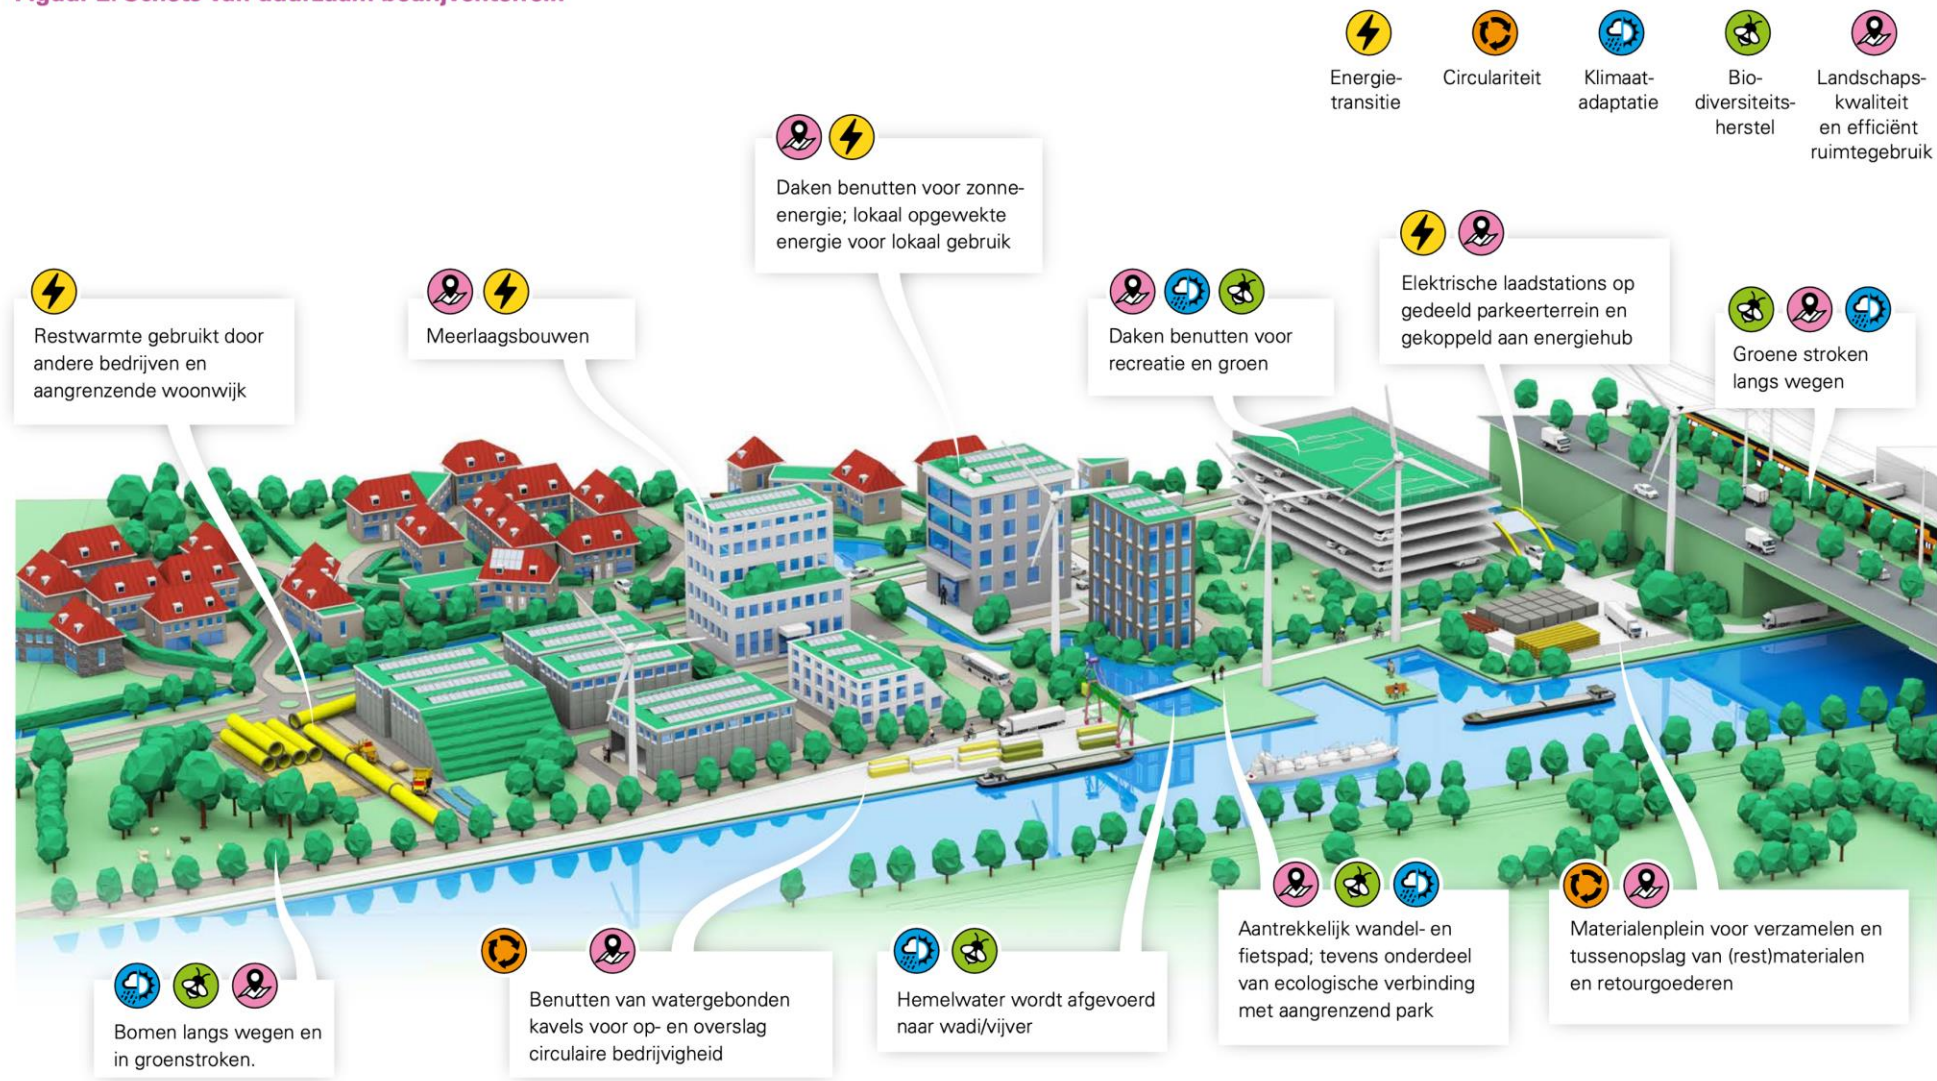 Energie-
transitie
Circulariteit
Klimaat-
adaptatie
Bio-
diversiteits-
herstel
Landschaps-
kwaliteit
en efficiënt
ruimtegebruik
Daken benutten voor zonne-
energie; lokaal opgewekte
energie voor lokaal gebruik
Restwarmte gebruikt door
andere bedrijven en
aangrenzende woonwijk
Meerlaagsbouwen
Daken benutten voor
recreatie en groen
Elektrische laadstations op
gedeeld parkeerterrein en
gekoppeld aan energiehub
Groene stroken
langs wegen
Bomen langs wegen en
in groenstroken.
Benutten van watergebonden
kavels voor op- en overslag
circulaire bedrijvigheid
Hemelwater wordt afgevoerd
naar wadi/vijver
Aantrekkelijk wandel- en
fietspad; tevens onderdeel
van ecologische verbinding
met aangrenzend park
Materialenplein voor verzamelen en
tussenopslag van (rest)materialen
en retourgoederen